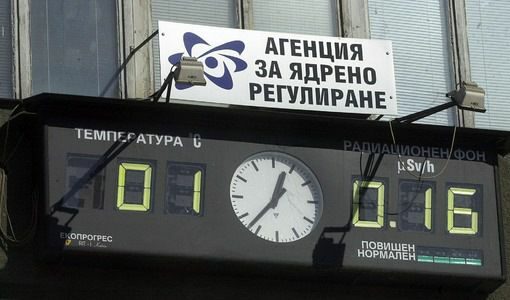 АГЕНЦИЯ
ЗА ЯДРЕНО
РЕГУЛИРАНЕ
ТЕМПЕРАТУРА °C
РАДИАЦИОНЕН ФОН
μSv/h
01
0.16
ЕКОПРОГРЕС
ПОВИШЕН
НОРМАЛЕН